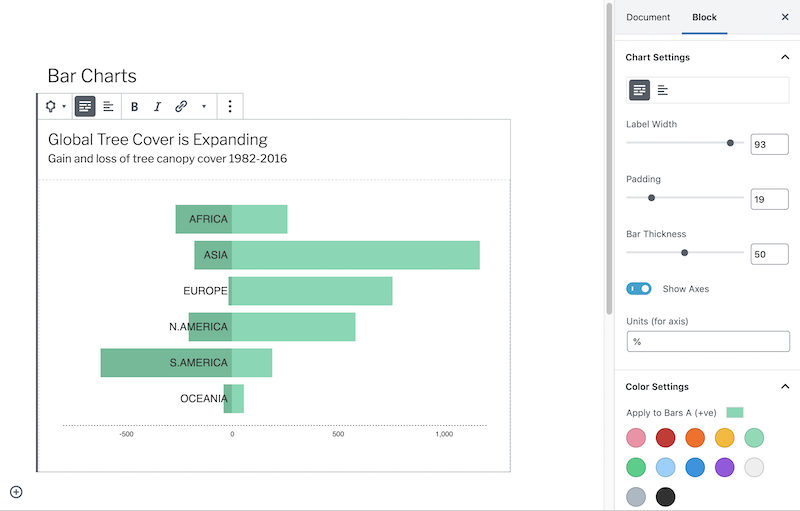 Document Block
Bar Charts
B I
Global Tree Cover is Expanding
Gain and loss of tree canopy cover 1982-2016
AFRICA
ASIA
EUROPE
N.AMERICA
S.AMERICA
OCEANIA
-500 0 500 1,000
Chart Settings
Label Width
93
Padding
19
Bar Thickness
50
Show Axes
Units (for axis)
%
Color Settings
Apply to Bars A (+ve)